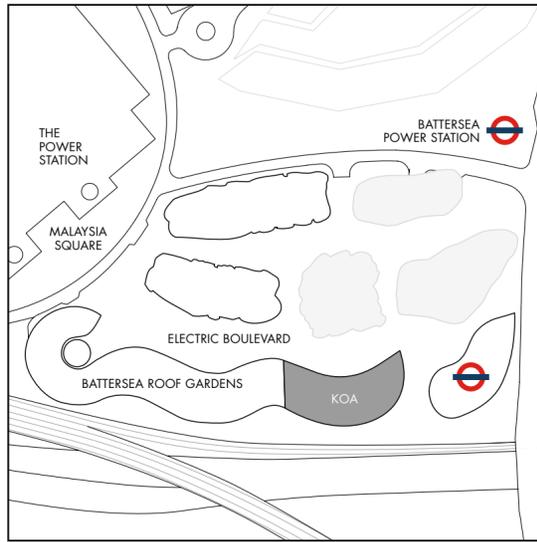 BATTERSEA
POWER STATION
THE
POWER
STATION
MALAYSIA
SQUARE
ELECTRIC BOULEVARD
BATTERSEA ROOF GARDENS
KOA